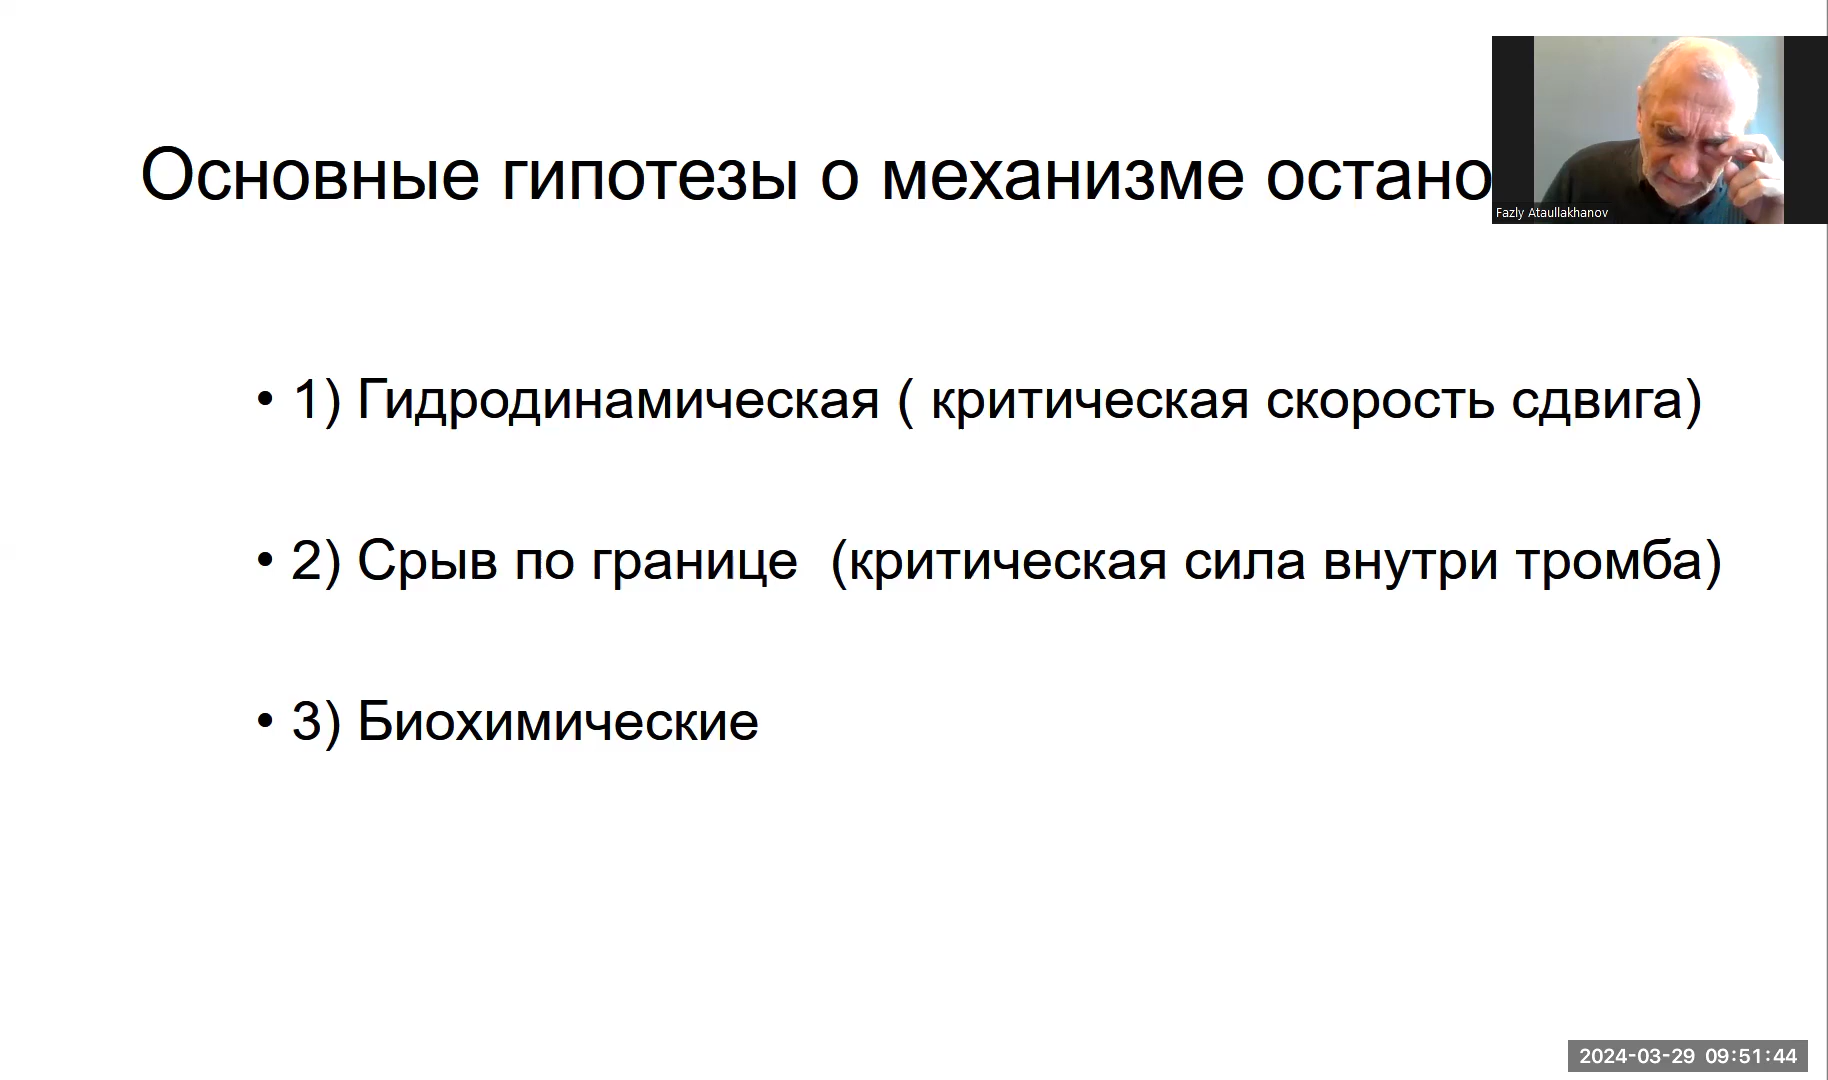 Основные гипотезы о механизме остано
Fazly Ataullakhanov
• 1) Гидродинамическая ( критическая скорость сдвига)
• 2) Срыв по границе (критическая сила внутри тромба)
• 3) Биохимические
2024-03-29 09:51:44